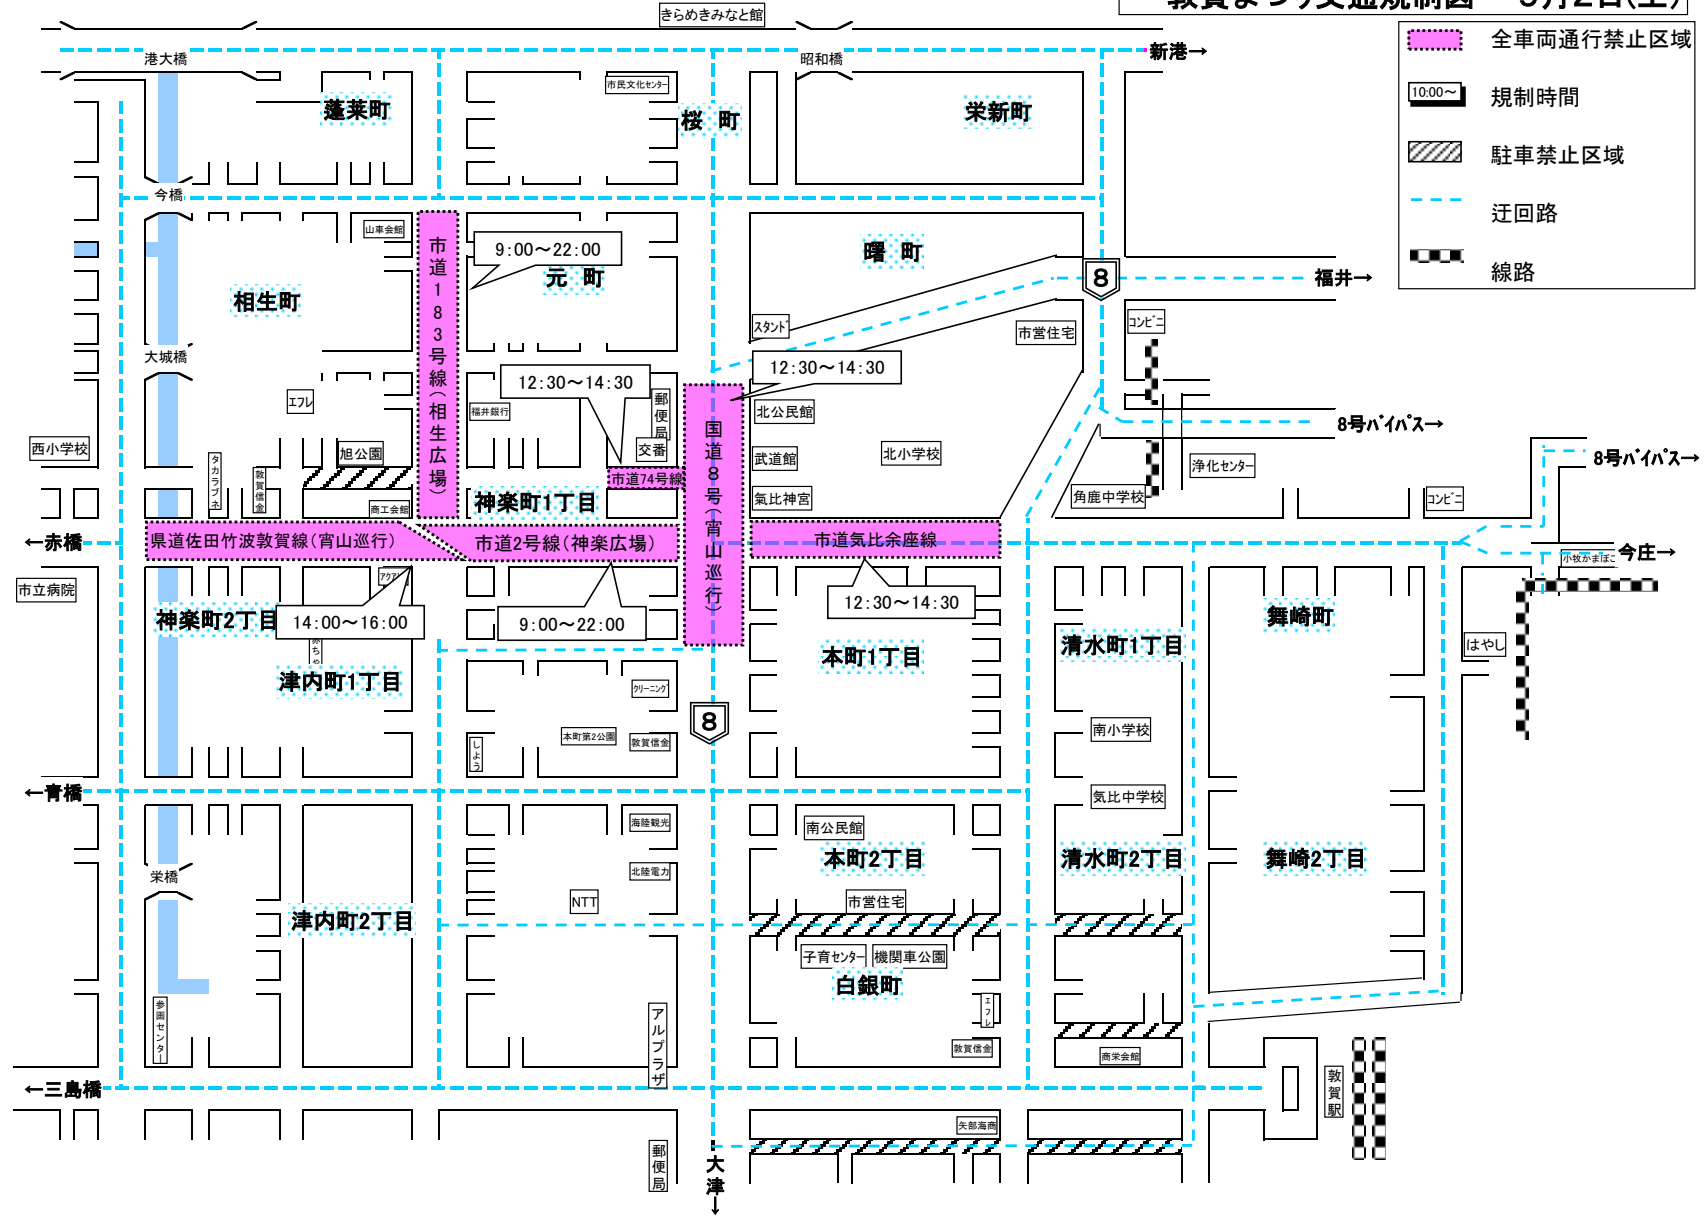 敦賀まつり交通規制図 9月2日(土)
きらめきみなと館
全車両通行禁止区域
10:00～
規制時間
駐車禁止区域
迂回路
線路
港大橋
昭和橋
新港→
市民文化センター
蓬莱町
桜 町
栄新町
今橋
山車会館
市道183号線(相生広場)
9:00～22:00
元 町
曙 町
8
福井→
相生町
スタンド
市営住宅
コンビニ
大城橋
12:30～14:30
12:30～14:30
エフレ
福井銀行
郵便局
国道8号(宵山巡行)
北公民館
8号バイパス→
西小学校
旭公園
交番
武道館
北小学校
浄化センター
8号バイパス→
タカラブネ
敦賀信金
市道74号線
氣比神宮
角鹿中学校
コンビニ
商工会館
神楽町1丁目
←赤橋
県道佐田竹波敦賀線(宵山巡行)
市道2号線(神楽広場)
市道気比余座線
今庄→
小牧かまぼこ
市立病院
神楽町2丁目
14:00～16:00
9:00～22:00
12:30～14:30
舞崎町
本町1丁目
清水町1丁目
はやし
津内町1丁目
クリーニング
8
しょう
本町第2公園
敦賀信金
南小学校
←青橋
気比中学校
海陸観光
南公民館
本町2丁目
清水町2丁目
舞崎2丁目
栄橋
北陸電力
NTT
市営住宅
津内町2丁目
子育センター
機関車公園
白銀町
参画センター
アルプラザ
エフレ
敦賀信金
商栄会館
←三島橋
敦賀駅
矢部海商
郵便局
大津↓